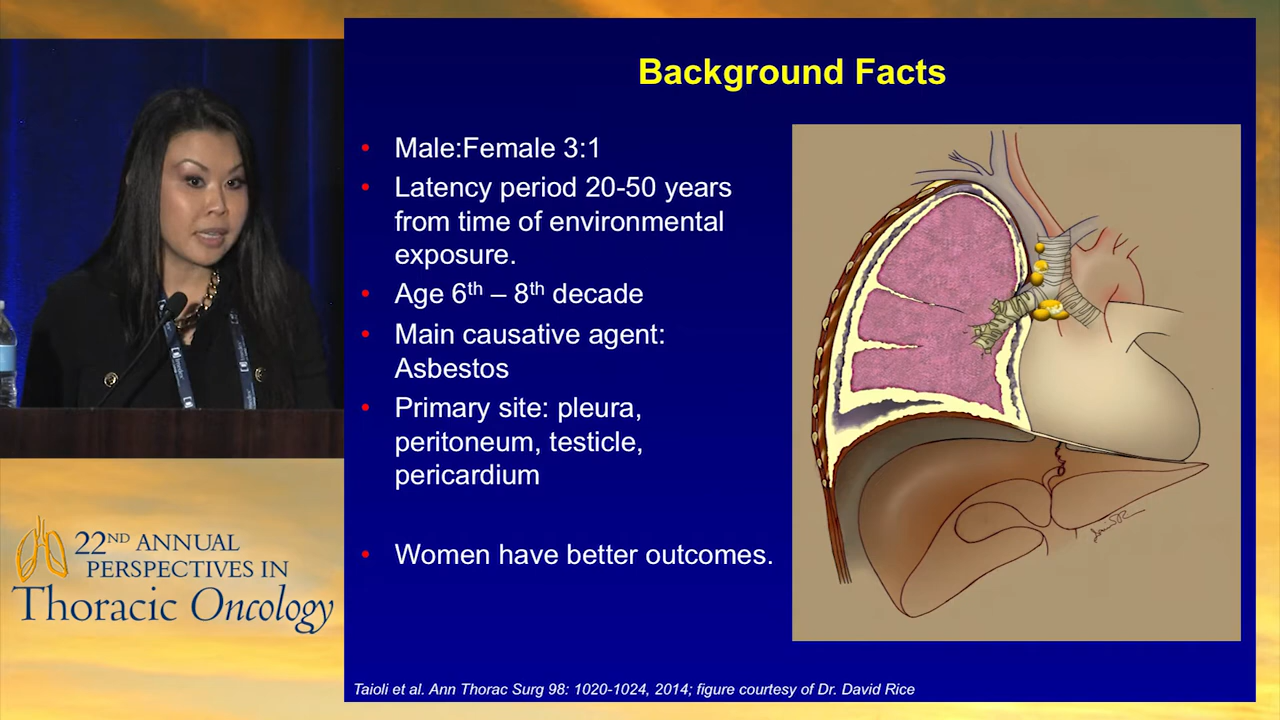 Background Facts
• Male:Female 3:1
• Latency period 20-50 years
from time of environmental
exposure.
• Age 6th – 8th decade
• Main causative agent:
Asbestos
• Primary site: pleura,
peritoneum, testicle,
pericardium
• Women have better outcomes.
Taioli et al. Ann Thorac Surg 98: 1020-1024, 2014; figure courtesy of Dr. David Rice
22ND ANNUAL
PERSPECTIVES IN
Thoracic Oncology